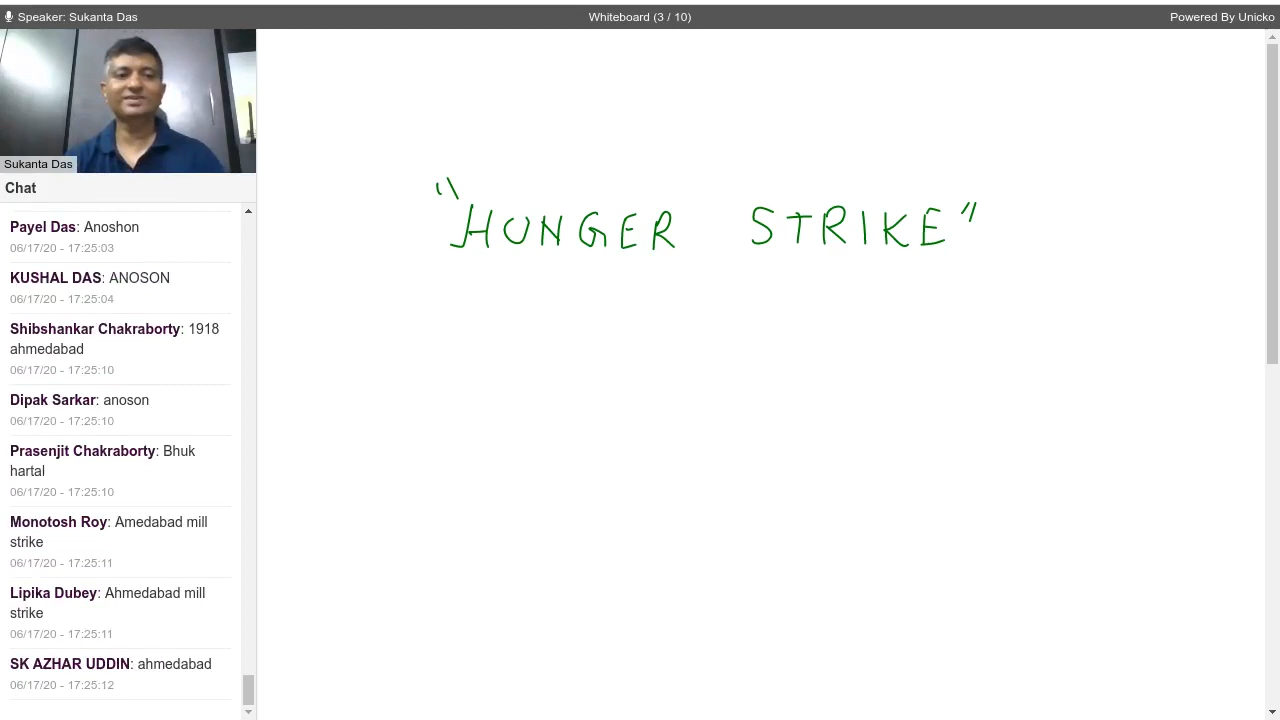 Speaker: Sukanta Das
Whiteboard (3 / 10)
Powered By Unicko
Sukanta Das
Chat
Payel Das: Anoshon
06/17/20 - 17:25:03
KUSHAL DAS: ANOSON
06/17/20 - 17:25:04
Shibshankar Chakraborty: 1918
ahmedabad
06/17/20 - 17:25:10
Dipak Sarkar: anoson
06/17/20 - 17:25:10
Prasenjit Chakraborty: Bhuk
hartal
06/17/20 - 17:25:10
Monotosh Roy: Amedabad mill
strike
06/17/20 - 17:25:11
Lipika Dubey: Ahmedabad mill
strike
06/17/20 - 17:25:11
SK AZHAR UDDIN: ahmedabad
06/17/20 - 17:25:12
"HUNGER STRIKE"